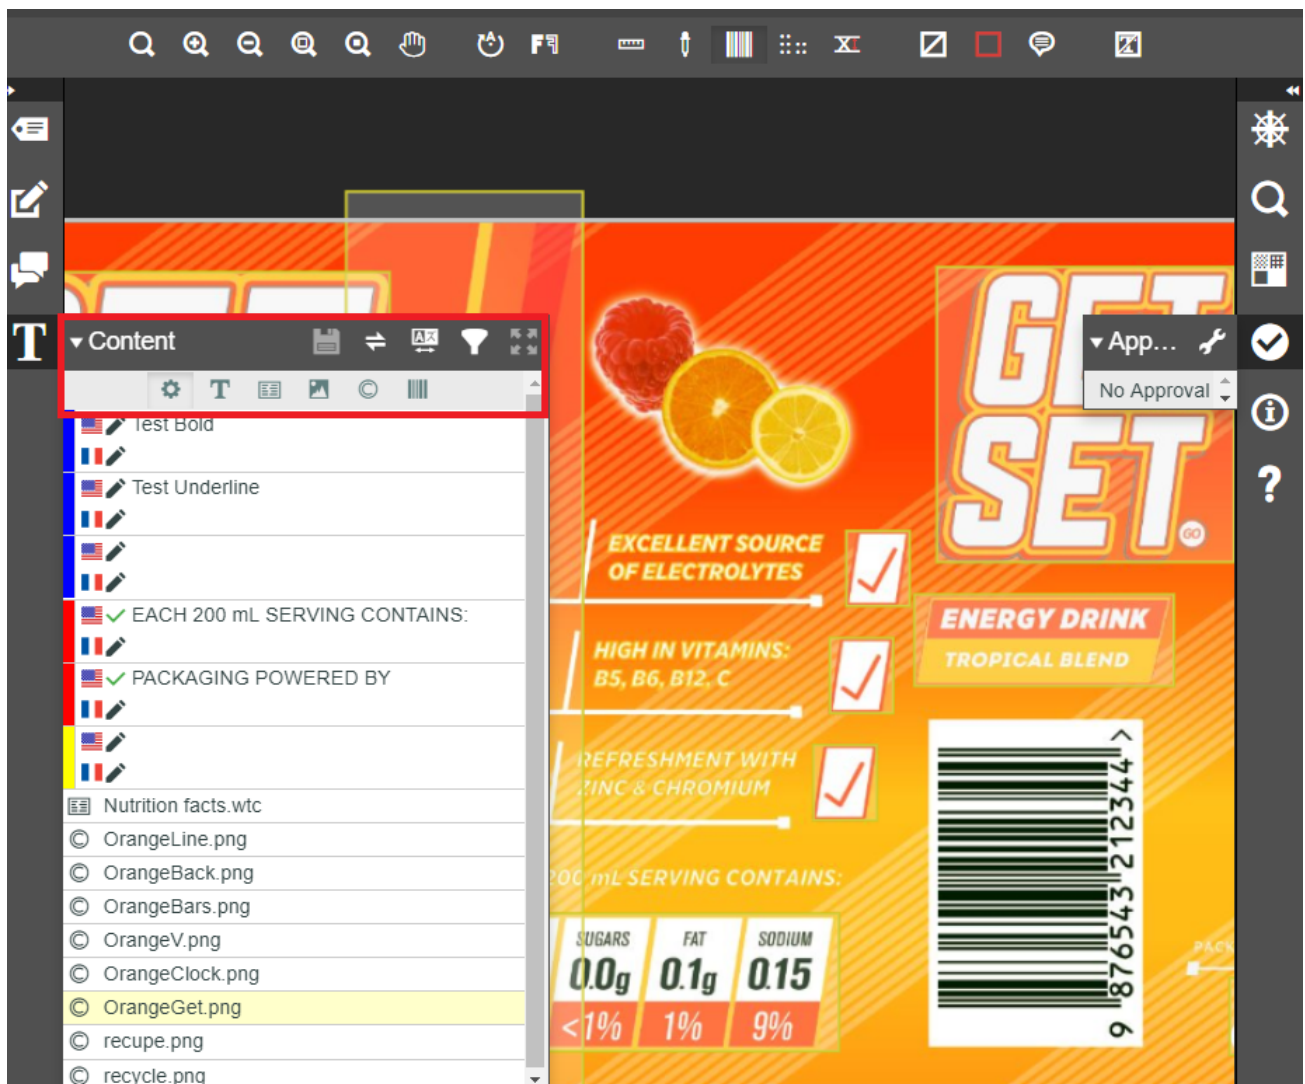 Content
App...
No Approval
Test Bold
Test Underline
EACH 200 mL SERVING CONTAINS:
PACKAGING POWERED BY
Nutrition facts.wtc
OrangeLine.png
OrangeBack.png
OrangeBars.png
OrangeV.png
OrangeClock.png
OrangeGet.png
recupe.png
recycle.png
GET
SET
GO
EXCELLENT SOURCE
OF ELECTROLYTES
HIGH IN VITAMINS:
B5, B6, B12, C
REFRESHMENT WITH
ZINC & CHROMIUM
ENERGY DRINK
TROPICAL BLEND
200 mL SERVING CONTAINS:
SUGARS FAT SODIUM
0.0g 0.1g 0.15
<1% 1% 9%
9 876543 212344 >
PACK